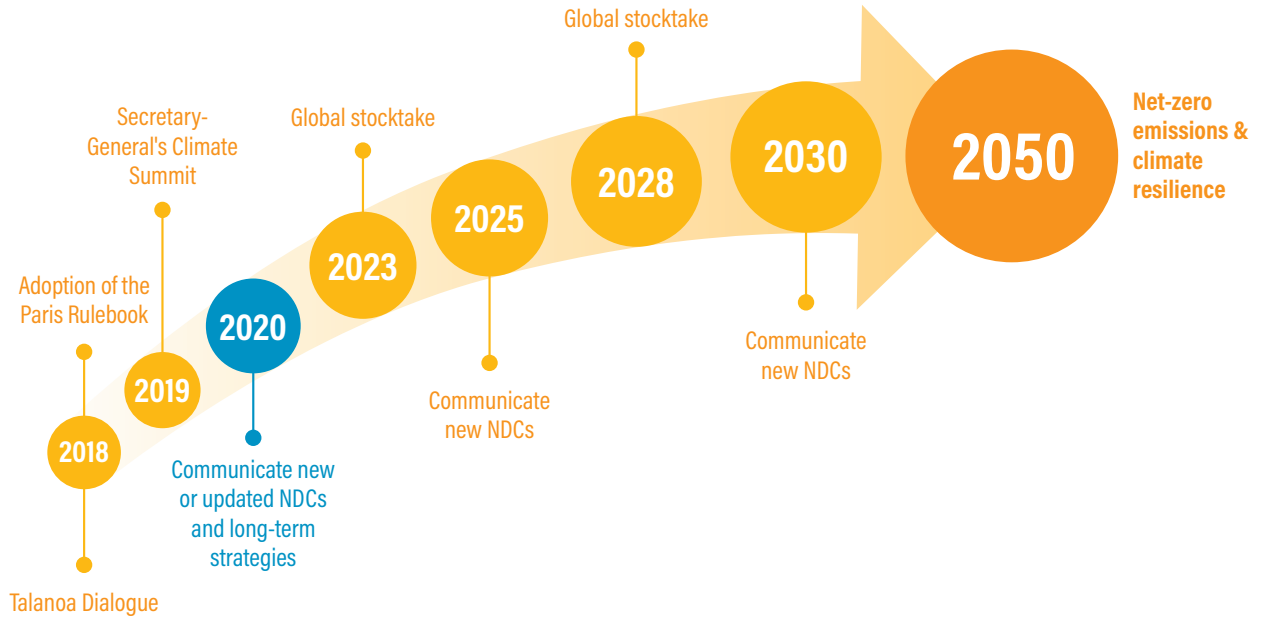 Adoption of the
Paris Rulebook
2018
Talanoa Dialogue
Secretary-
General's Climate
Summit
2019
2020
Communicate new
or updated NDCs
and long-term
strategies
Global stocktake
2023
2025
Communicate
new NDCs
Global stocktake
2028
2030
Communicate
new NDCs
2050
Net-zero
emissions &
climate
resilience